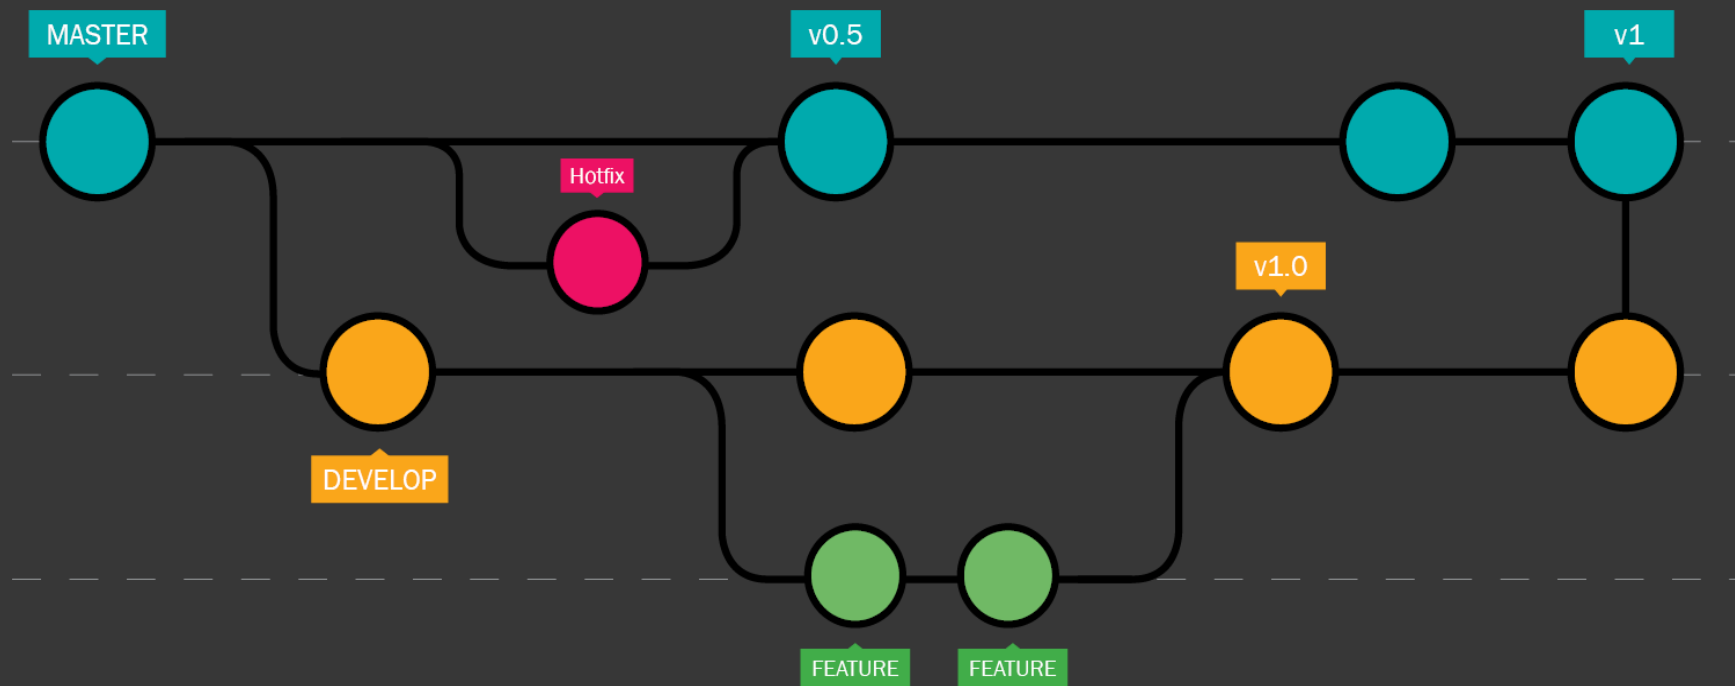 MASTER
v0.5
v1
Hotfix
v1.0
DEVELOP
FEATURE
FEATURE